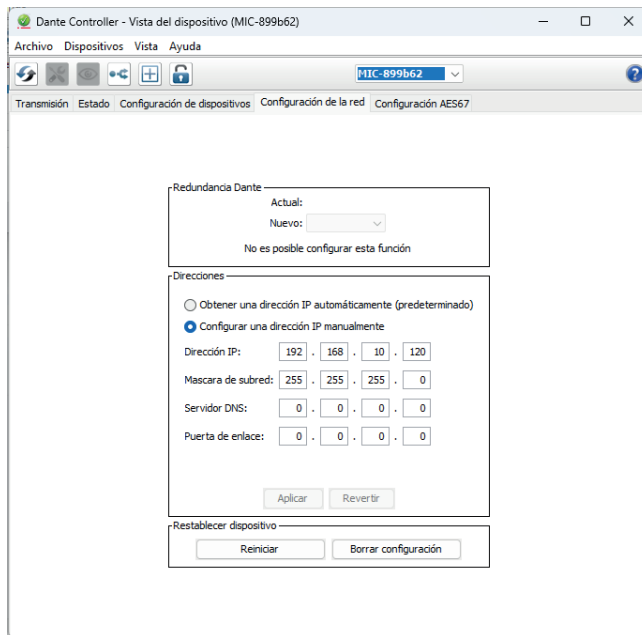 Dante Controller - Vista del dispositivo (MIC-899b62)
Archivo Dispositivos Vista Ayuda
MIC-899b62
Transmisión Estado Configuración de dispositivos Configuración de la red Configuración AES67
Redundancia Dante
Actual:
Nuevo:
No es posible configurar esta función
Direcciones
Obtener una dirección IP automáticamente (predeterminado)
Configurar una dirección IP manualmente
Dirección IP: 192 . 168 . 10 . 120
Mascara de subred: 255 . 255 . 255 . 0
Servidor DNS: 0 . 0 . 0 . 0
Puerta de enlace: 0 . 0 . 0 . 0
Aplicar Revertir
Restablecer dispositivo
Reiniciar Borrar configuración